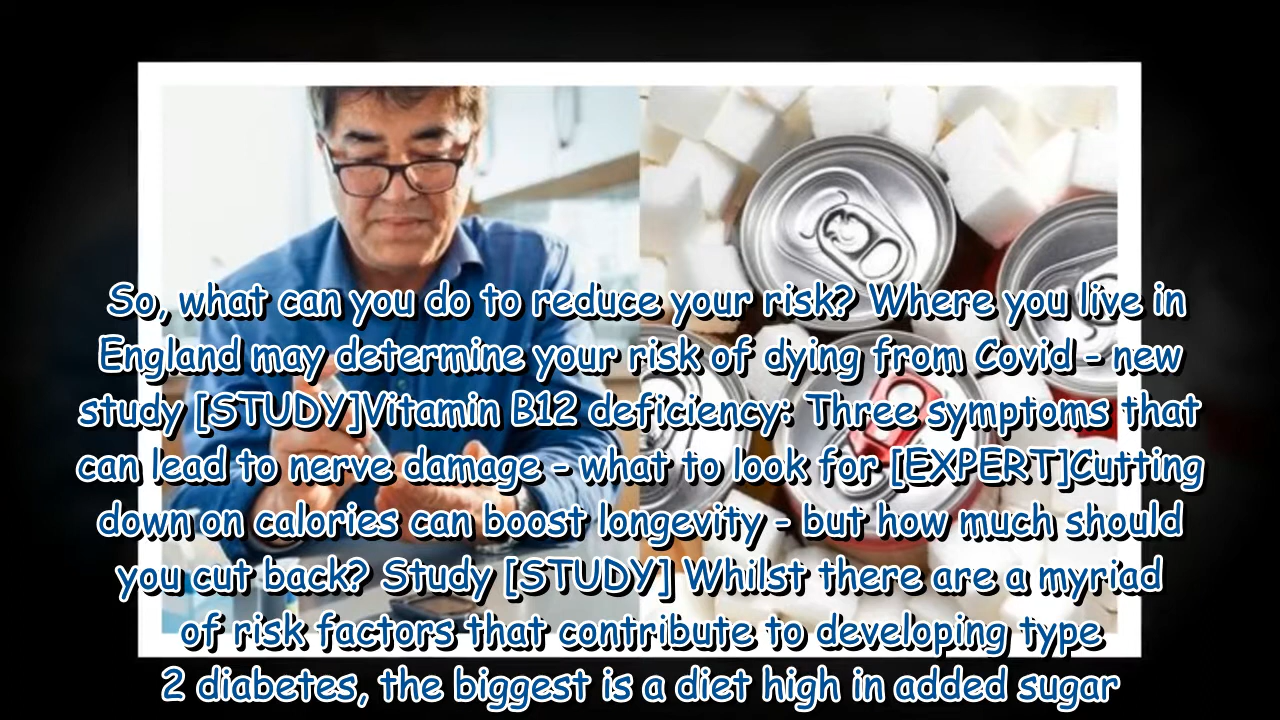 So, what can you do to reduce your risk? Where you live in
England may determine your risk of dying from Covid - new
study [STUDY]Vitamin B12 deficiency: Three symptoms that
can lead to nerve damage - what to look for [EXPERT]Cutting
down on calories can boost longevity - but how much should
you cut back? Study [STUDY] Whilst there are a myriad
of risk factors that contribute to developing type
2 diabetes, the biggest is a diet high in added sugar